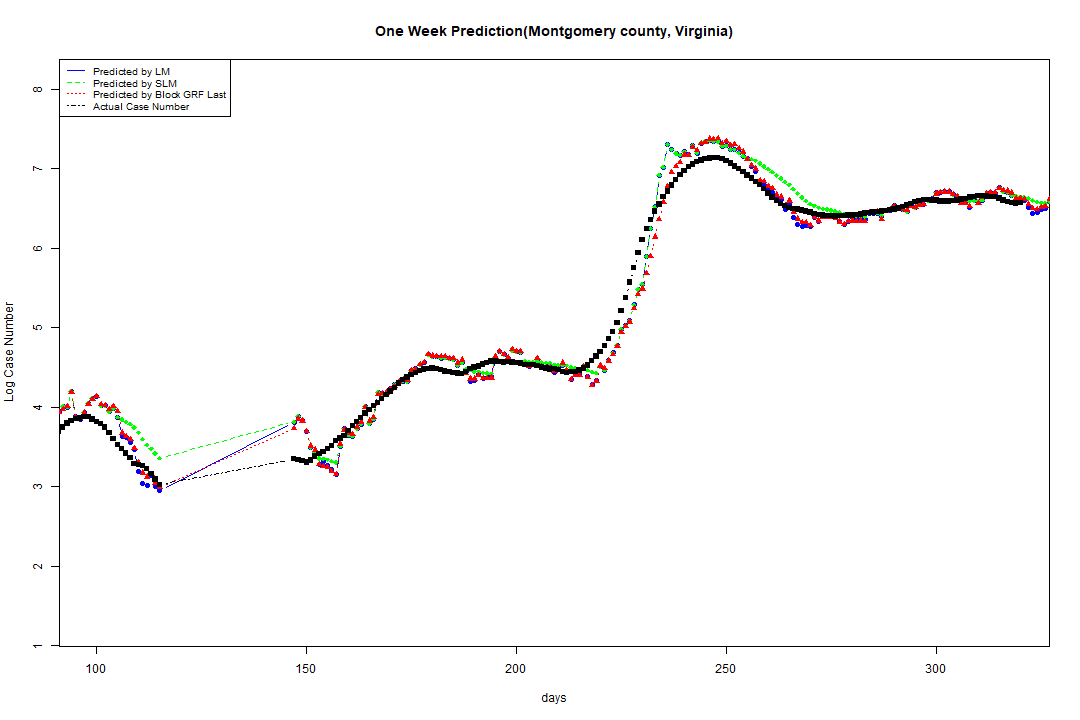 One Week Prediction(Montgomery county, Virginia)
Predicted by LM
Predicted by SLM
Predicted by Block GRF Last
Actual Case Number
8
7
6
5
4
3
2
1
Log Case Number
100 150 200 250 300
days